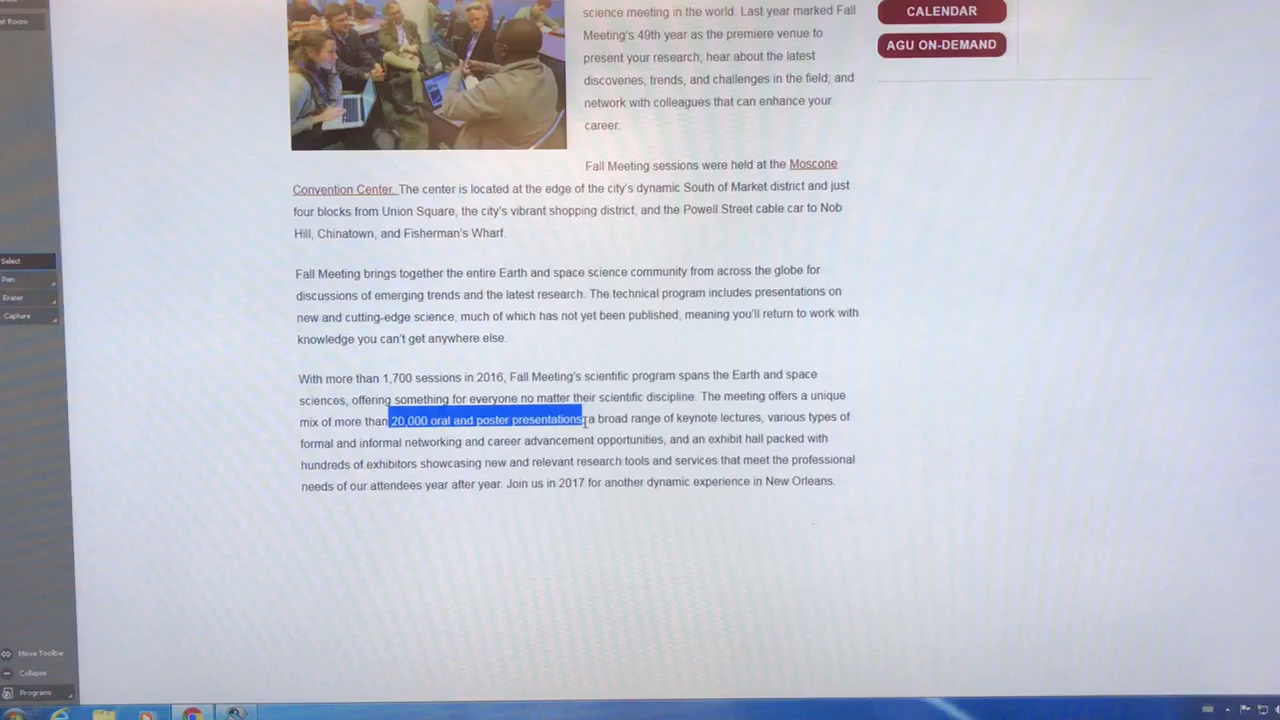 science meeting in the world. Last year marked Fall
Meeting's 49th year as the premiere venue to
present your research; hear about the latest
discoveries, trends, and challenges in the field; and
network with colleagues that can enhance your
career.
Fall Meeting sessions were held at the Moscone
Convention Center. The center is located at the edge of the city's dynamic South of Market district and just
four blocks from Union Square, the city's vibrant shopping district, and the Powell Street cable car to Nob
Hill, Chinatown, and Fisherman's Wharf.
Fall Meeting brings together the entire Earth and space science community from across the globe for
discussions of emerging trends and the latest research. The technical program includes presentations on
new and cutting-edge science, much of which has not yet been published, meaning you'll return to work with
knowledge you can't get anywhere else.
With more than 1,700 sessions in 2016, Fall Meeting's scientific program spans the Earth and space
sciences, offering something for everyone no matter their scientific discipline. The meeting offers a unique
mix of more than 20,000 oral and poster presentations, a broad range of keynote lectures, various types of
formal and informal networking and career advancement opportunities, and an exhibit hall packed with
hundreds of exhibitors showcasing new and relevant research tools and services that meet the professional
needs of our attendees year after year. Join us in 2017 for another dynamic experience in New Orleans.
CALENDAR
AGU ON-DEMAND
Room
Select
Pen
Eraser
Capture
Move Toolbar
Collapse
Programs